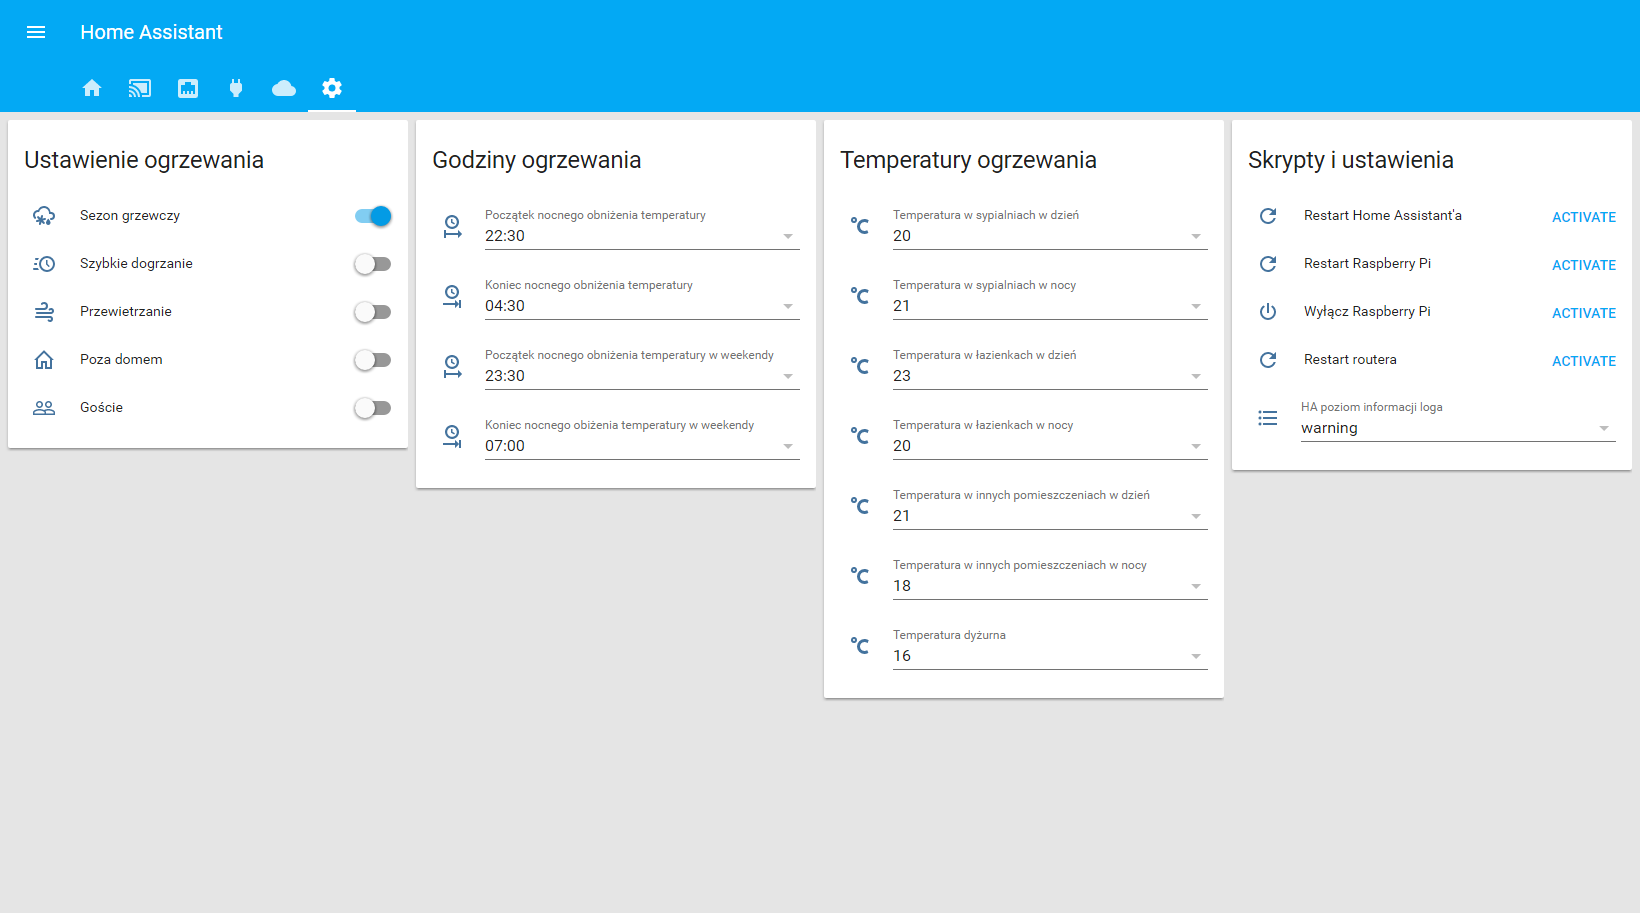 Home Assistant
Ustawienie ogrzewania
Sezon grzewczy
Szybkie dogrzanie
Przewietrzanie
Poza domem
Goście
Godziny ogrzewania
Początek nocnego obniżenia temperatury
22:30
Koniec nocnego obniżenia temperatury
04:30
Początek nocnego obniżenia temperatury w weekendy
23:30
Koniec nocnego obiżenia temperatury w weekendy
07:00
Temperatury ogrzewania
°C Temperatura w sypialniach w dzień
20
°C Temperatura w sypialniach w nocy
21
°C Temperatura w łazienkach w dzień
23
°C Temperatura w łazienkach w nocy
20
°C Temperatura w innych pomieszczeniach w dzień
21
°C Temperatura w innych pomieszczeniach w nocy
18
°C Temperatura dyżurna
16
Skrypty i ustawienia
Restart Home Assistant'a ACTIVATE
Restart Raspberry Pi ACTIVATE
Wyłącz Raspberry Pi ACTIVATE
Restart routera ACTIVATE
HA poziom informacji loga
warning